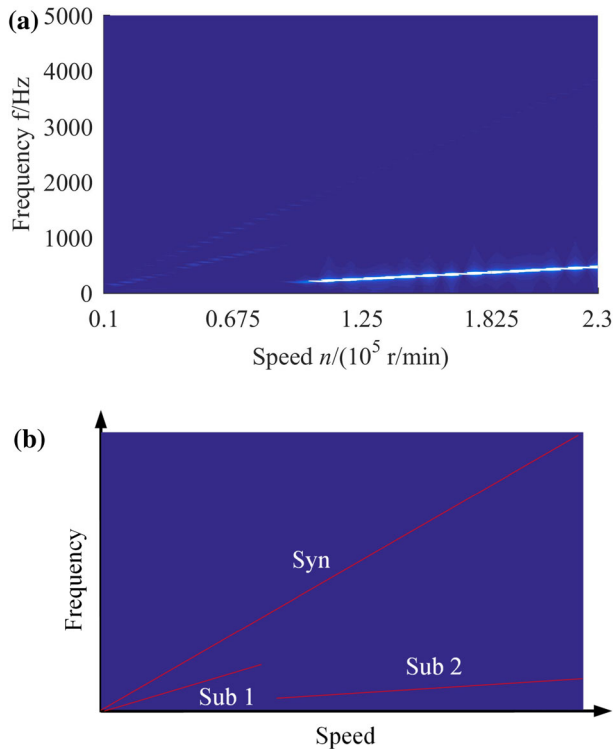 (a)
Frequency f/Hz
5000
4000
3000
2000
1000
0
0.1 0.675 1.25 1.825 2.3
Speed n/(10⁵ r/min)
(b)
Frequency
Syn
Sub 1
Sub 2
Speed